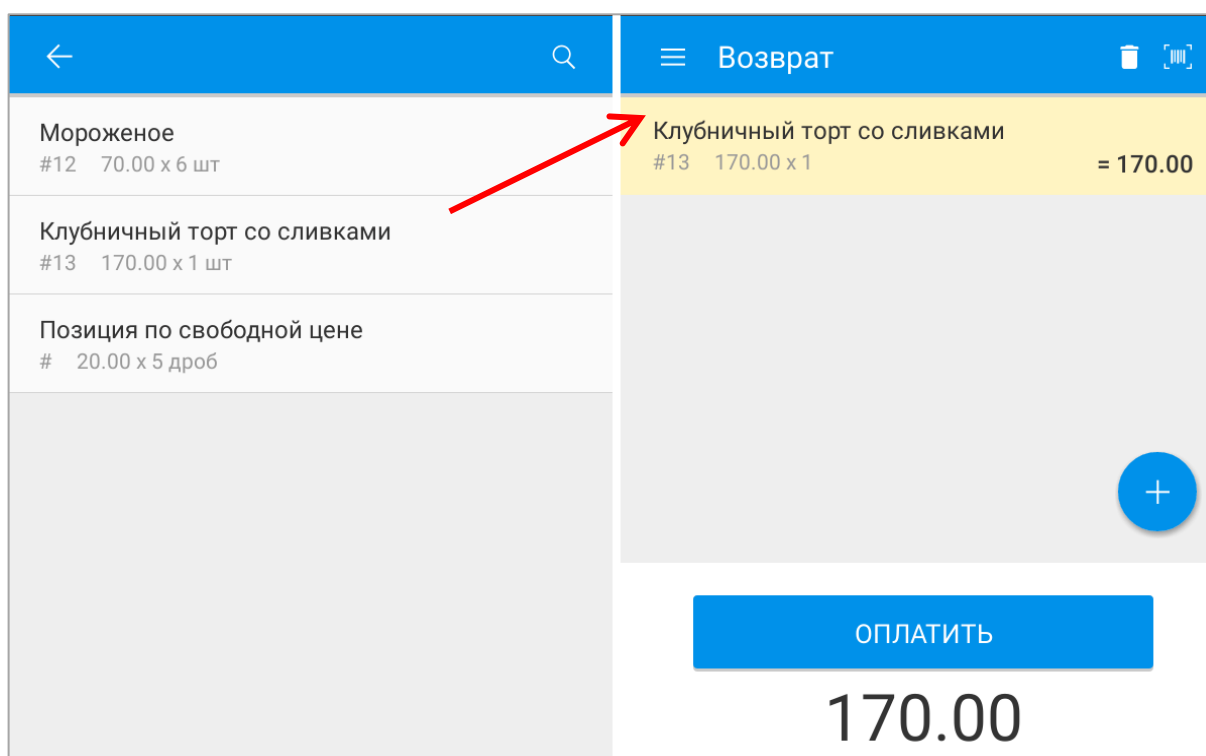 Мороженое
#12 70.00 x 6 шт
Клубничный торт со сливками
#13 170.00 x 1 шт
Позиция по свободной цене
# 20.00 x 5 дроб
Возврат
Клубничный торт со сливками
#13 170.00 x 1 = 170.00
ОПЛАТИТЬ
170.00